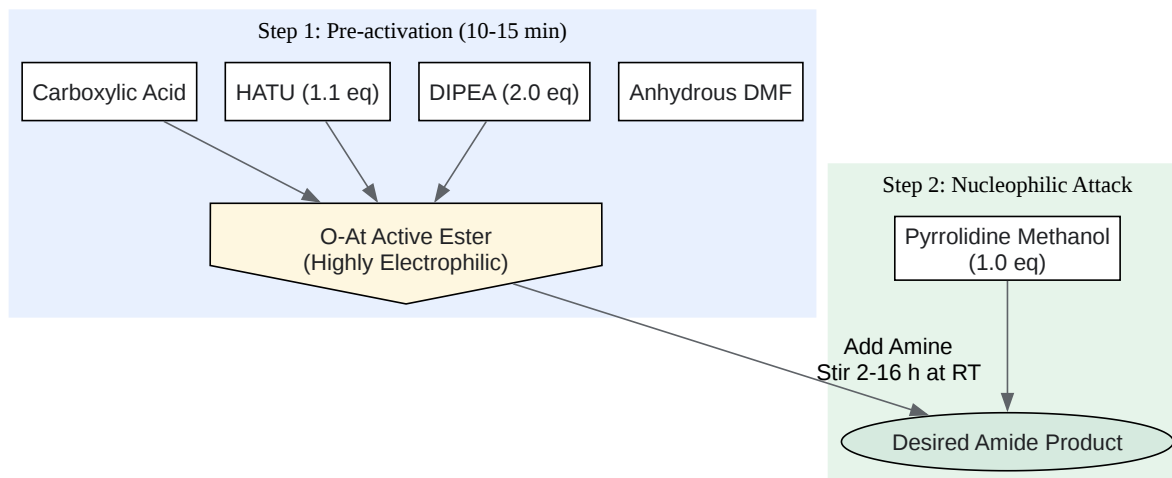 Step 1: Pre-activation (10-15 min)
Carboxylic Acid
HATU (1.1 eq)
DIPEA (2.0 eq)
Anhydrous DMF
O-At Active Ester
(Highly Electrophilic)
Step 2: Nucleophilic Attack
Pyrrolidine Methanol
(1.0 eq)
Add Amine
Stir 2-16 h at RT
Desired Amide Product